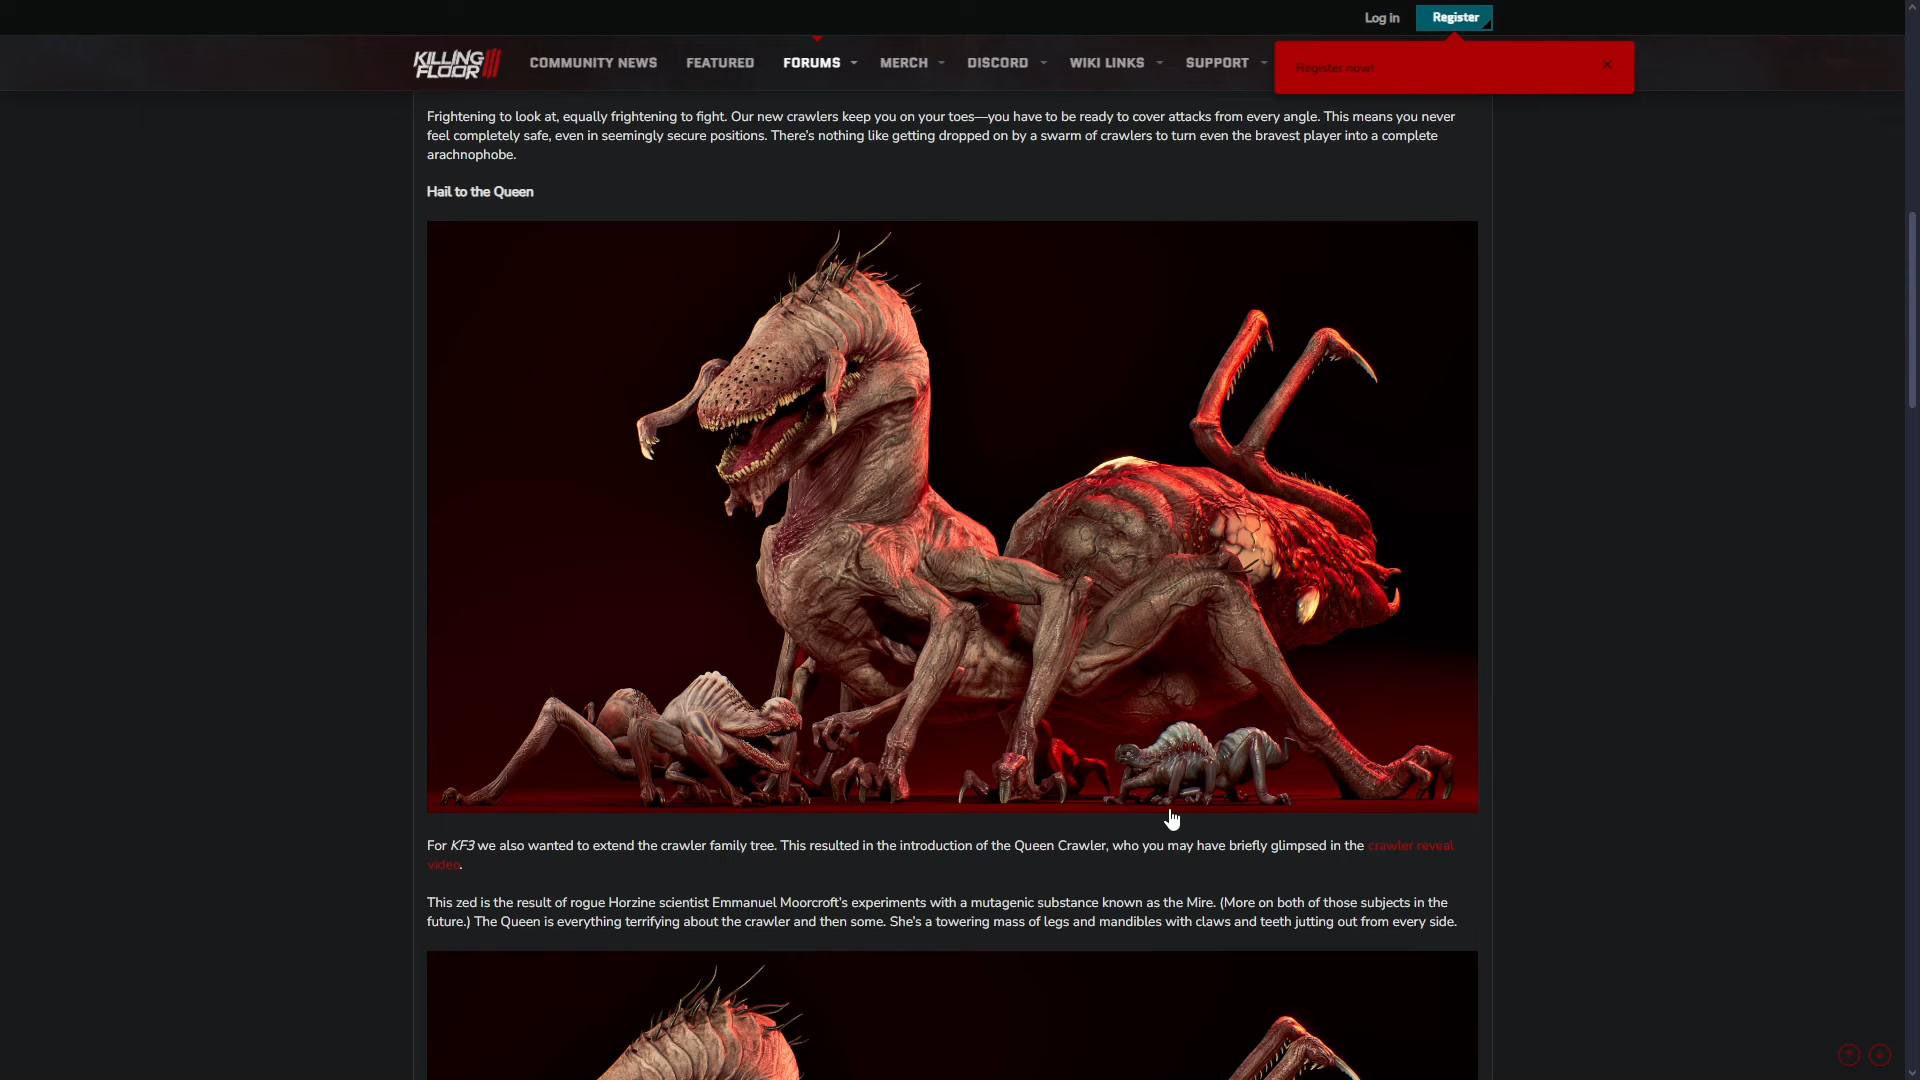 Log in
Register
KILLING FLOOR III
COMMUNITY NEWS
FEATURED
FORUMS
MERCH
DISCORD
WIKI LINKS
SUPPORT
Register now!
Frightening to look at, equally frightening to fight. Our new crawlers keep you on your toes—you have to be ready to cover attacks from every angle. This means you never
feel completely safe, even in seemingly secure positions. There's nothing like getting dropped on by a swarm of crawlers to turn even the bravest player into a complete
arachnophobe.
Hail to the Queen
For KF3 we also wanted to extend the crawler family tree. This resulted in the introduction of the Queen Crawler, who you may have briefly glimpsed in the crawler reveal
video.
This zed is the result of rogue Horzine scientist Emmanuel Moorcroft's experiments with a mutagenic substance known as the Mire. (More on both of those subjects in the
future.) The Queen is everything terrifying about the crawler and then some. She's a towering mass of legs and mandibles with claws and teeth jutting out from every side.